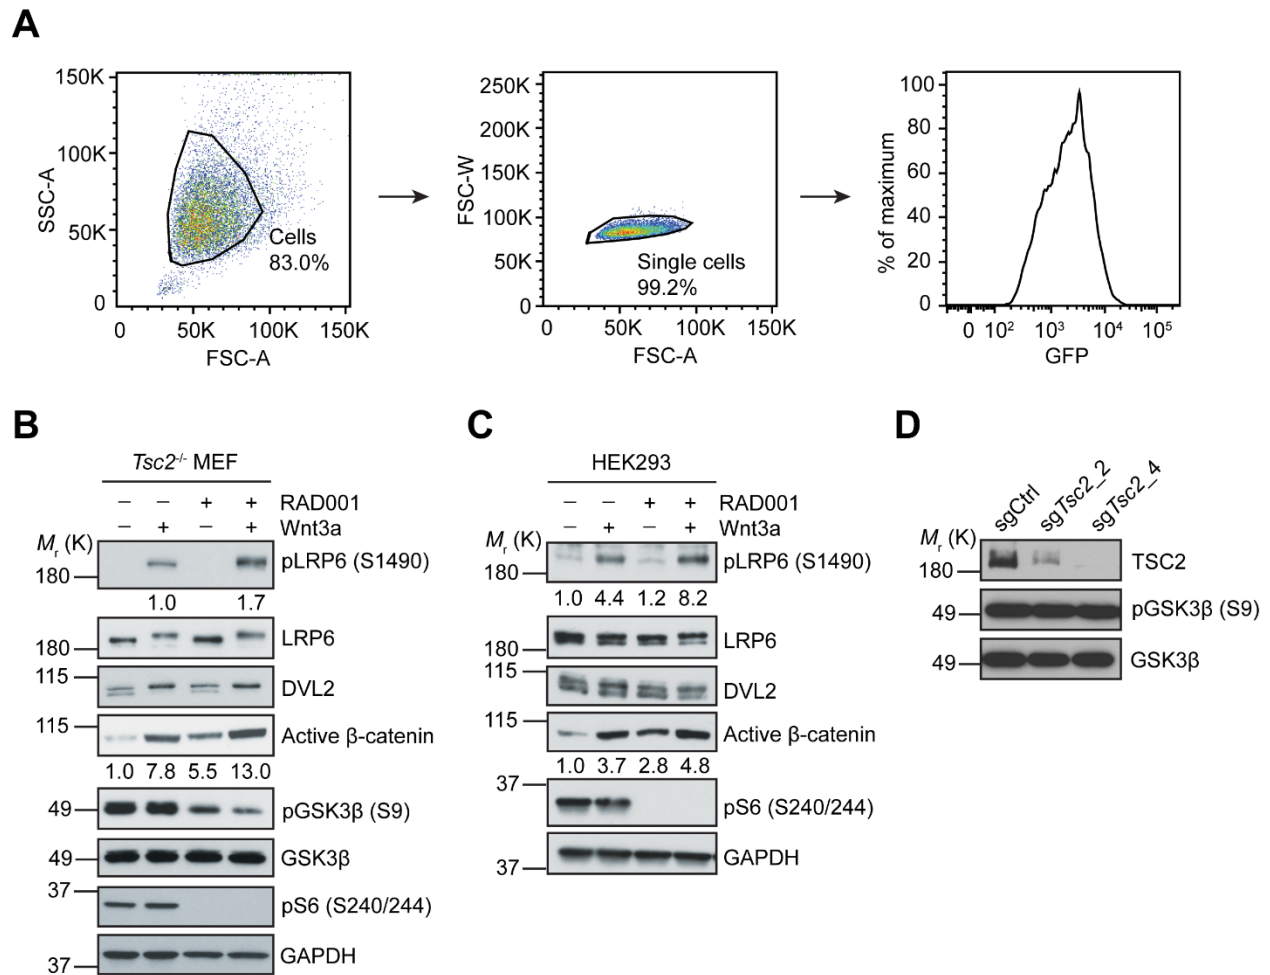 A
150K
100K
50K
0
SSC-A
Cells
83.0%
0 50K 100K 150K
FSC-A
250K
200K
150K
100K
50K
0
FSC-W
Single cells
99.2%
0 50K 100K 150K
FSC-A
100
80
60
40
20
0
% of maximum
0 10² 10³ 10⁴ 10⁵
GFP
B
Tsc2-/- MEF
– – + + RAD001
– + – + Wnt3a
Mr (K)
180 pLRP6 (S1490)
1.0 1.7
180 LRP6
115 DVL2
115 Active β-catenin
1.0 7.8 5.5 13.0
49 pGSK3β (S9)
49 GSK3β
37 pS6 (S240/244)
37 GAPDH
C
HEK293
– – + + RAD001
– + – + Wnt3a
Mr (K)
180 pLRP6 (S1490)
1.0 4.4 1.2 8.2
180 LRP6
115 DVL2
115 Active β-catenin
1.0 3.7 2.8 4.8
37 pS6 (S240/244)
37 GAPDH
D
sgCtrl sgTsc2_2 sgTsc2_4
Mr (K)
180 TSC2
49 pGSK3β (S9)
49 GSK3β